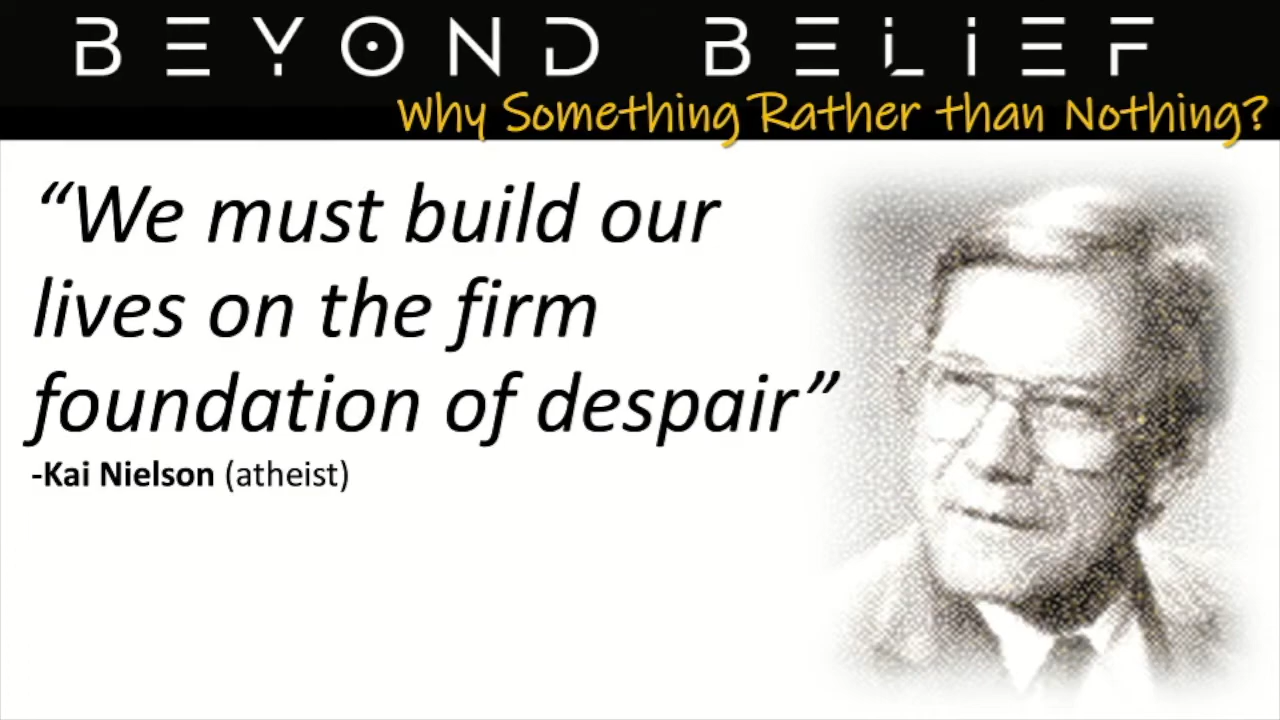 BEYOND BELIEF
Why Something Rather than Nothing?
“We must build our
lives on the firm
foundation of despair”
-Kai Nielson (atheist)